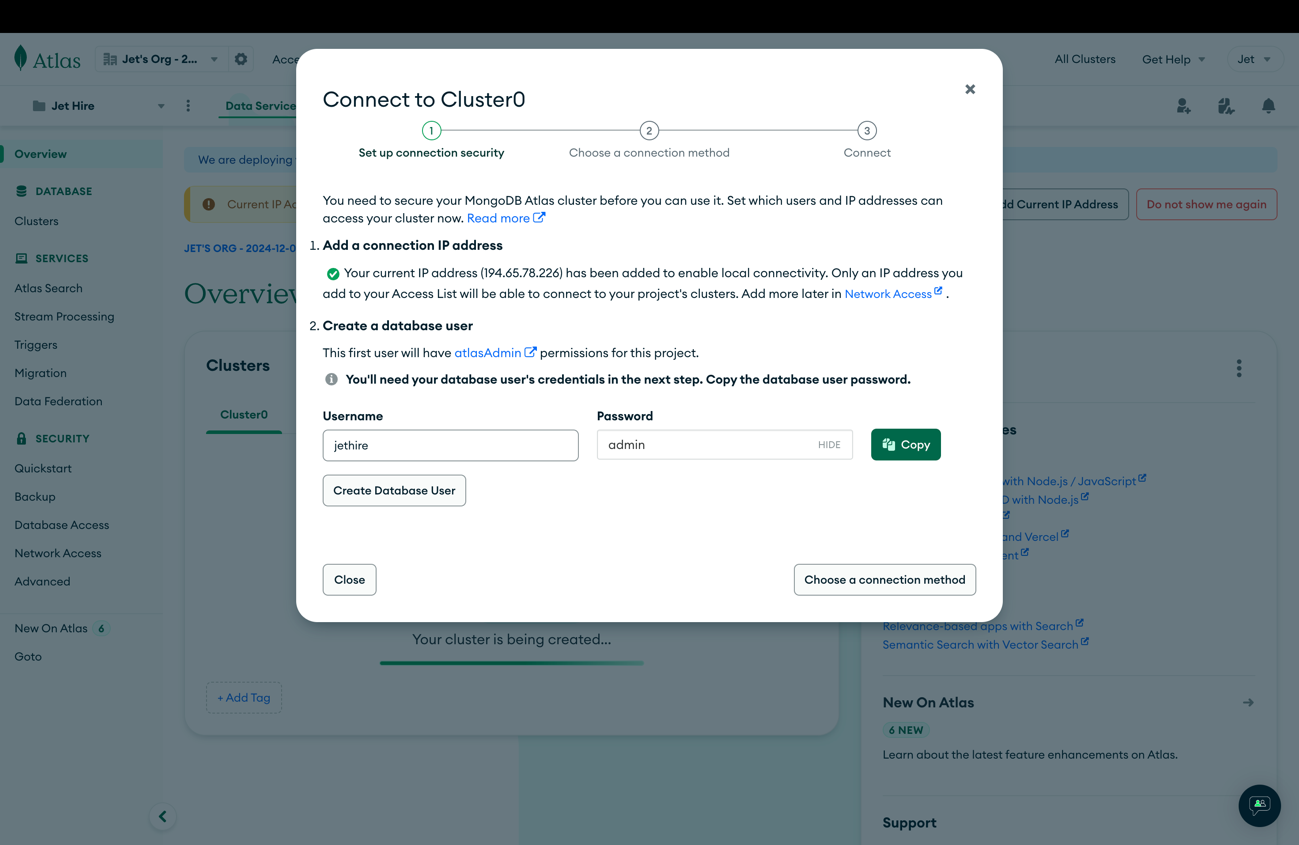 Atlas
Jet's Org - 2...
Acce
All Clusters
Get Help
Jet
Jet Hire
Data Service
Overview
DATABASE
Clusters
SERVICES
Atlas Search
Stream Processing
Triggers
Migration
Data Federation
SECURITY
Quickstart
Backup
Database Access
Network Access
Advanced
New On Atlas 6
Goto
We are deploying
Current IP Ad
dd Current IP Address
Do not show me again
JET'S ORG - 2024-12-0
Overview
Clusters
Cluster0
Connect to Cluster0
1
2
3
Set up connection security
Choose a connection method
Connect
You need to secure your MongoDB Atlas cluster before you can use it. Set which users and IP addresses can
access your cluster now. Read more
1. Add a connection IP address
Your current IP address (194.65.78.226) has been added to enable local connectivity. Only an IP address you
add to your Access List will be able to connect to your project's clusters. Add more later in Network Access .
2. Create a database user
This first user will have atlasAdmin permissions for this project.
You'll need your database user's credentials in the next step. Copy the database user password.
Username
Password
jethire
admin
HIDE
Copy
Create Database User
Close
Choose a connection method
Your cluster is being created...
+ Add Tag
es
with Node.js / JavaScript
D with Node.js
and Vercel
ent
Relevance-based apps with Search
Semantic Search with Vector Search
New On Atlas
6 NEW
Learn about the latest feature enhancements on Atlas.
Support